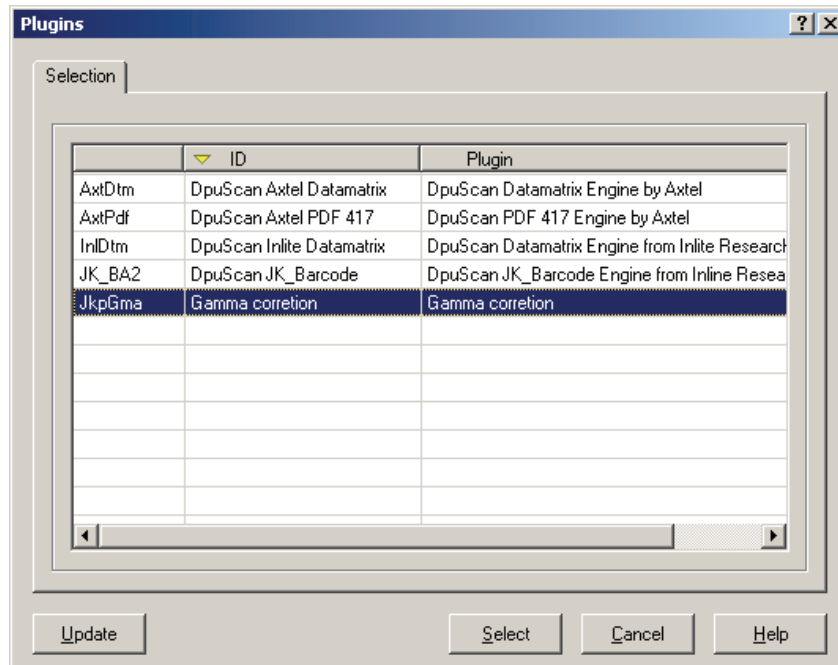 Plugins
Selection
ID Plugin
AxtDtm DpuScan Axtel Datamatrix DpuScan Datamatrix Engine by Axtel
AxtPdf DpuScan Axtel PDF 417 DpuScan PDF 417 Engine by Axtel
InlDtm DpuScan Inlite Datamatrix DpuScan Datamatrix Engine from Inlite Research
JK_BA2 DpuScan JK_Barcode DpuScan JK_Barcode Engine from Inline Resea
JkpGma Gamma corretion Gamma corretion
Update Select Cancel Help